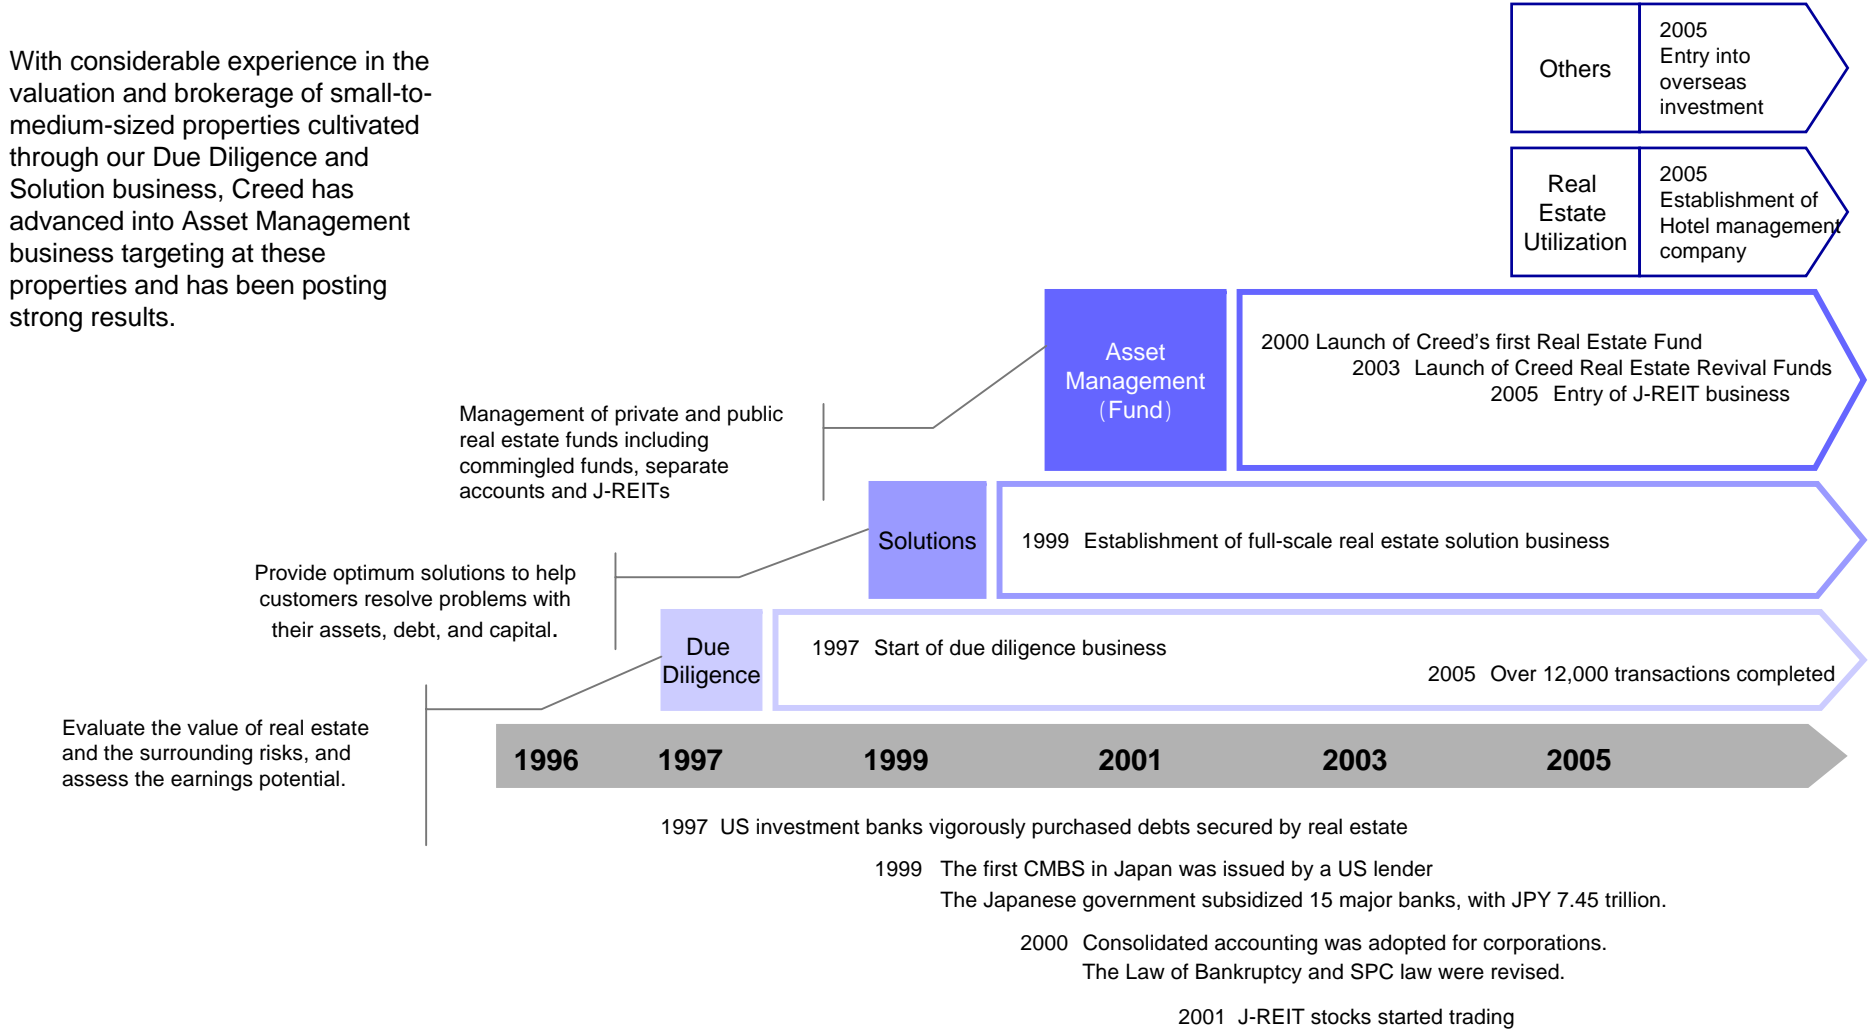 With considerable experience in the
valuation and brokerage of small-to-
medium-sized properties cultivated
through our Due Diligence and
Solution business, Creed has
advanced into Asset Management
business targeting at these
properties and has been posting
strong results.
Others
2005
Entry into
overseas
investment
Real
Estate
Utilization
2005
Establishment of
Hotel management
company
Asset
Management
(Fund)
2000 Launch of Creed’s first Real Estate Fund
2003 Launch of Creed Real Estate Revival Funds
2005 Entry of J-REIT business
Management of private and public
real estate funds including
commingled funds, separate
accounts and J-REITs
Solutions
1999 Establishment of full-scale real estate solution business
Provide optimum solutions to help
customers resolve problems with
their assets, debt, and capital.
Due
Diligence
1997 Start of due diligence business
2005 Over 12,000 transactions completed
Evaluate the value of real estate
and the surrounding risks, and
assess the earnings potential.
1996 1997 1999 2001 2003 2005
1997 US investment banks vigorously purchased debts secured by real estate
1999 The first CMBS in Japan was issued by a US lender
The Japanese government subsidized 15 major banks, with JPY 7.45 trillion.
2000 Consolidated accounting was adopted for corporations.
The Law of Bankruptcy and SPC law were revised.
2001 J-REIT stocks started trading